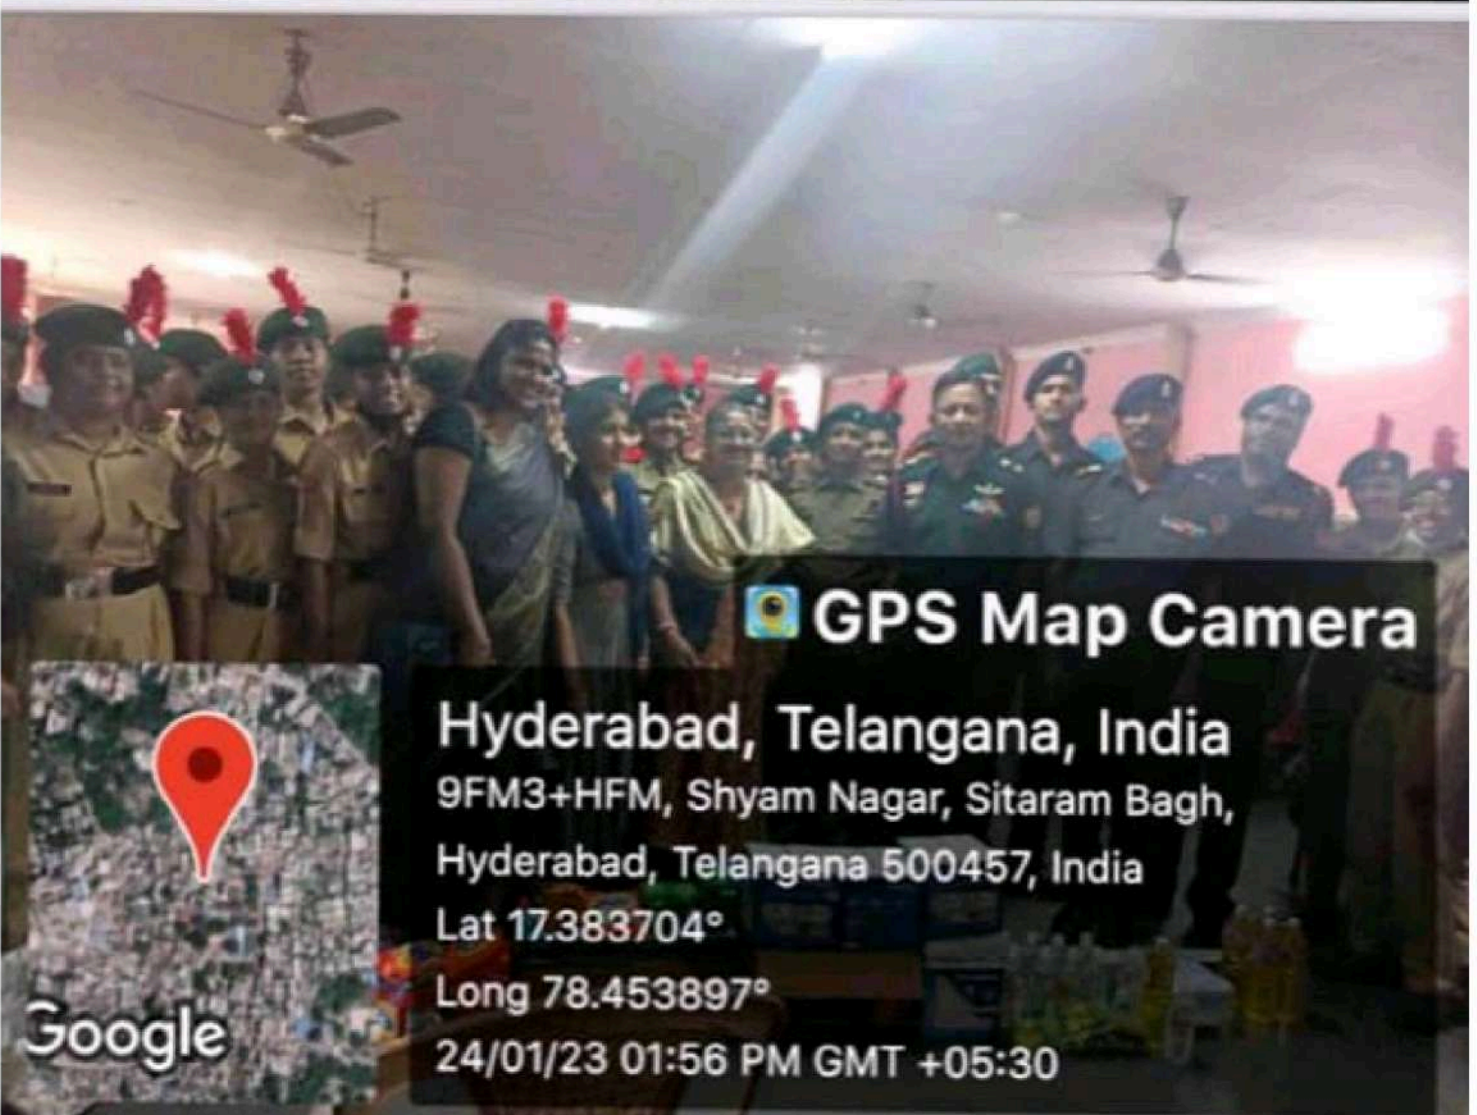 GPS Map Camera
Hyderabad, Telangana, India
9FM3+HFM, Shyam Nagar, Sitaram Bagh,
Hyderabad, Telangana 500457, India
Lat 17.383704°
Long 78.453897°
24/01/23 01:56 PM GMT +05:30
Google